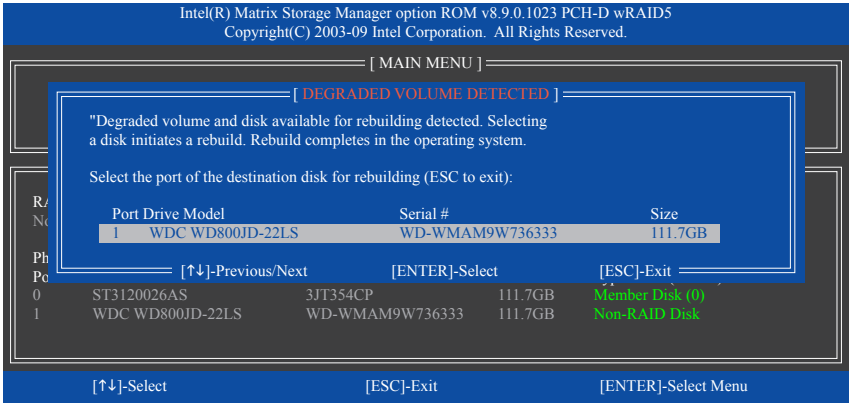 Intel(R) Matrix Storage Manager option ROM v8.9.0.1023 PCH-D wRAID5
Copyright(C) 2003-09 Intel Corporation. All Rights Reserved.
[ MAIN MENU ]
[ DEGRADED VOLUME DETECTED ]
"Degraded volume and disk available for rebuilding detected. Selecting
a disk initiates a rebuild. Rebuild completes in the operating system.
Select the port of the destination disk for rebuilding (ESC to exit):
Port Drive Model Serial # Size
1 WDC WD800JD-22LS WD-WMAM9W736333 111.7GB
[↑↓]-Previous/Next [ENTER]-Select [ESC]-Exit
0 ST3120026AS 3JT354CP 111.7GB Member Disk (0)
1 WDC WD800JD-22LS WD-WMAM9W736333 111.7GB Non-RAID Disk
[↑↓]-Select [ESC]-Exit [ENTER]-Select Menu